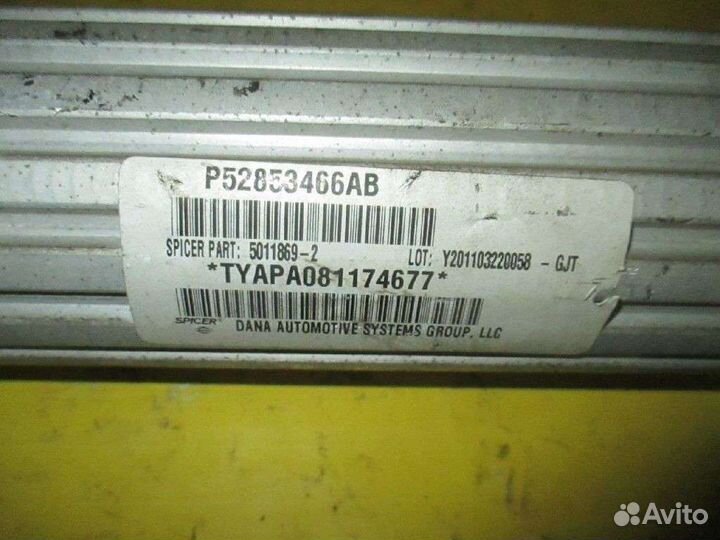 P52853466AB
SPICER PART: 5011869-2 LOT: Y201103220058 - GJT
*TYAPA081174677*
SPICER DANA AUTOMOTIVE SYSTEMS GROUP, LLC
Avito